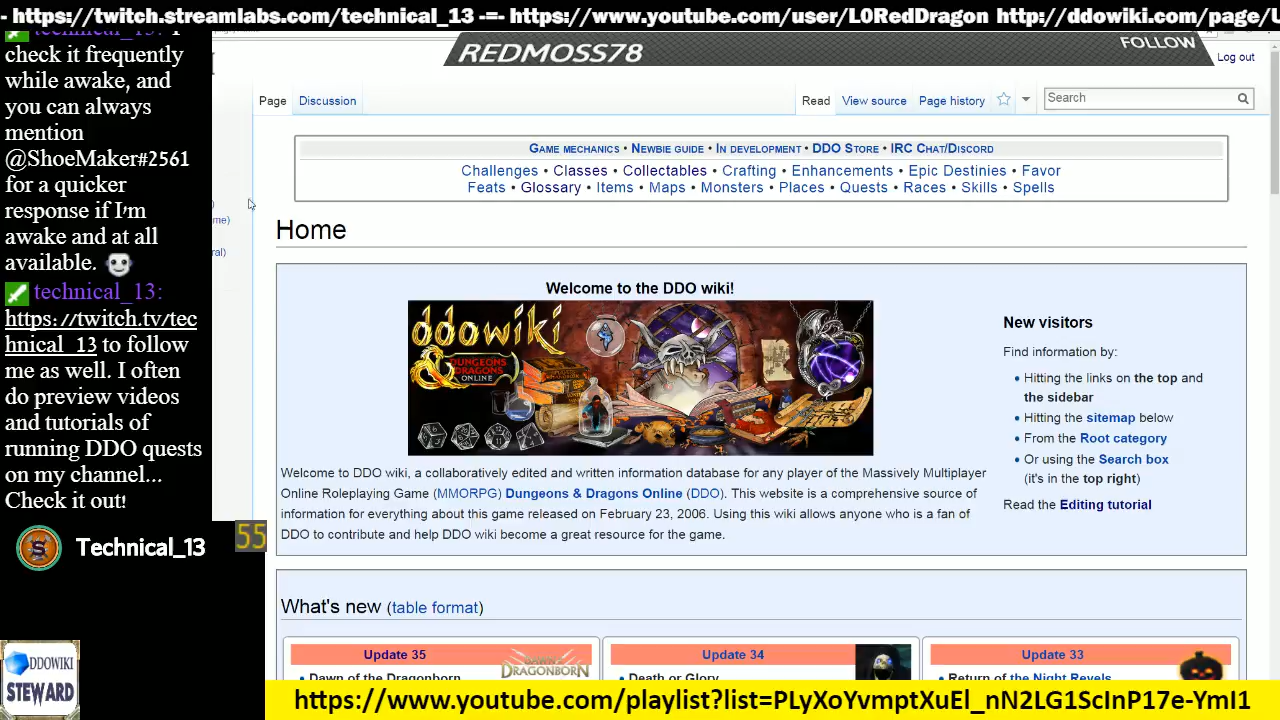 - https://twitch.streamlabs.com/technical_13 -=- https://www.youtube.com/user/L0RedDragon http://ddowiki.com/page/U
technical_13: I
check it frequently
while awake, and
you can always
mention
@ShoeMaker#2561
for a quicker
response if I'm
awake and at all
available.
technical_13:
https://twitch.tv/tec
hnical_13 to follow
me as well. I often
do preview videos
and tutorials of
running DDO quests
on my channel...
Check it out!
Technical_13
55
DDOWIKI
STEWARD
REDMOSS78
FOLLOW
Log out
Page Discussion Read View source Page history Search
Game mechanics • Newbie guide • In development • DDO Store • IRC Chat/Discord
Challenges • Classes • Collectables • Crafting • Enhancements • Epic Destinies • Favor
Feats • Glossary • Items • Maps • Monsters • Places • Quests • Races • Skills • Spells
Home
Welcome to the DDO wiki!
ddowiki
DUNGEONS & DRAGONS
ONLINE
Welcome to DDO wiki, a collaboratively edited and written information database for any player of the Massively Multiplayer
Online Roleplaying Game (MMORPG) Dungeons & Dragons Online (DDO). This website is a comprehensive source of
information for everything about this game released on February 23, 2006. Using this wiki allows anyone who is a fan of
DDO to contribute and help DDO wiki become a great resource for the game.
New visitors
Find information by:
• Hitting the links on the top and
the sidebar
• Hitting the sitemap below
• From the Root category
• Or using the Search box
(it's in the top right)
Read the Editing tutorial
What's new (table format)
Update 35
DAWN of the DRAGONBORN
Dawn of the Dragonborn
Update 34
Death or Glory
Update 33
Return of the Night Revels
https://www.youtube.com/playlist?list=PLyXoYvmptXuEl_nN2LG1ScInP17e-YmI1